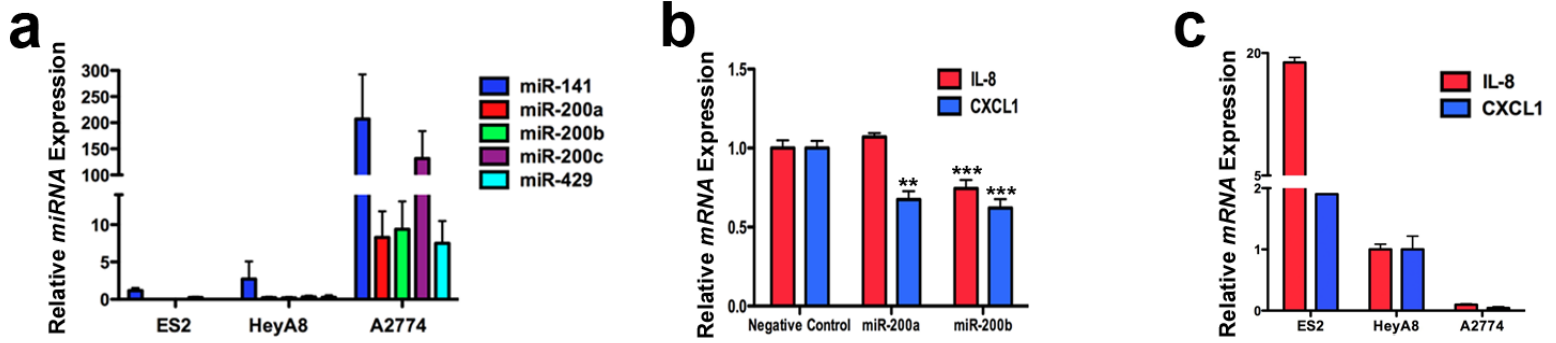 a
Relative miRNA Expression
300
250
200
150
100
10
5
0
ES2
HeyA8
A2774
miR-141
miR-200a
miR-200b
miR-200c
miR-429
b
Relative mRNA Expression
1.5
1.0
0.5
0.0
**
***
***
Negative Control
miR-200a
miR-200b
IL-8
CXCL1
c
Relative mRNA Expression
20
5
2
1
0
ES2
HeyA8
A2774
IL-8
CXCL1